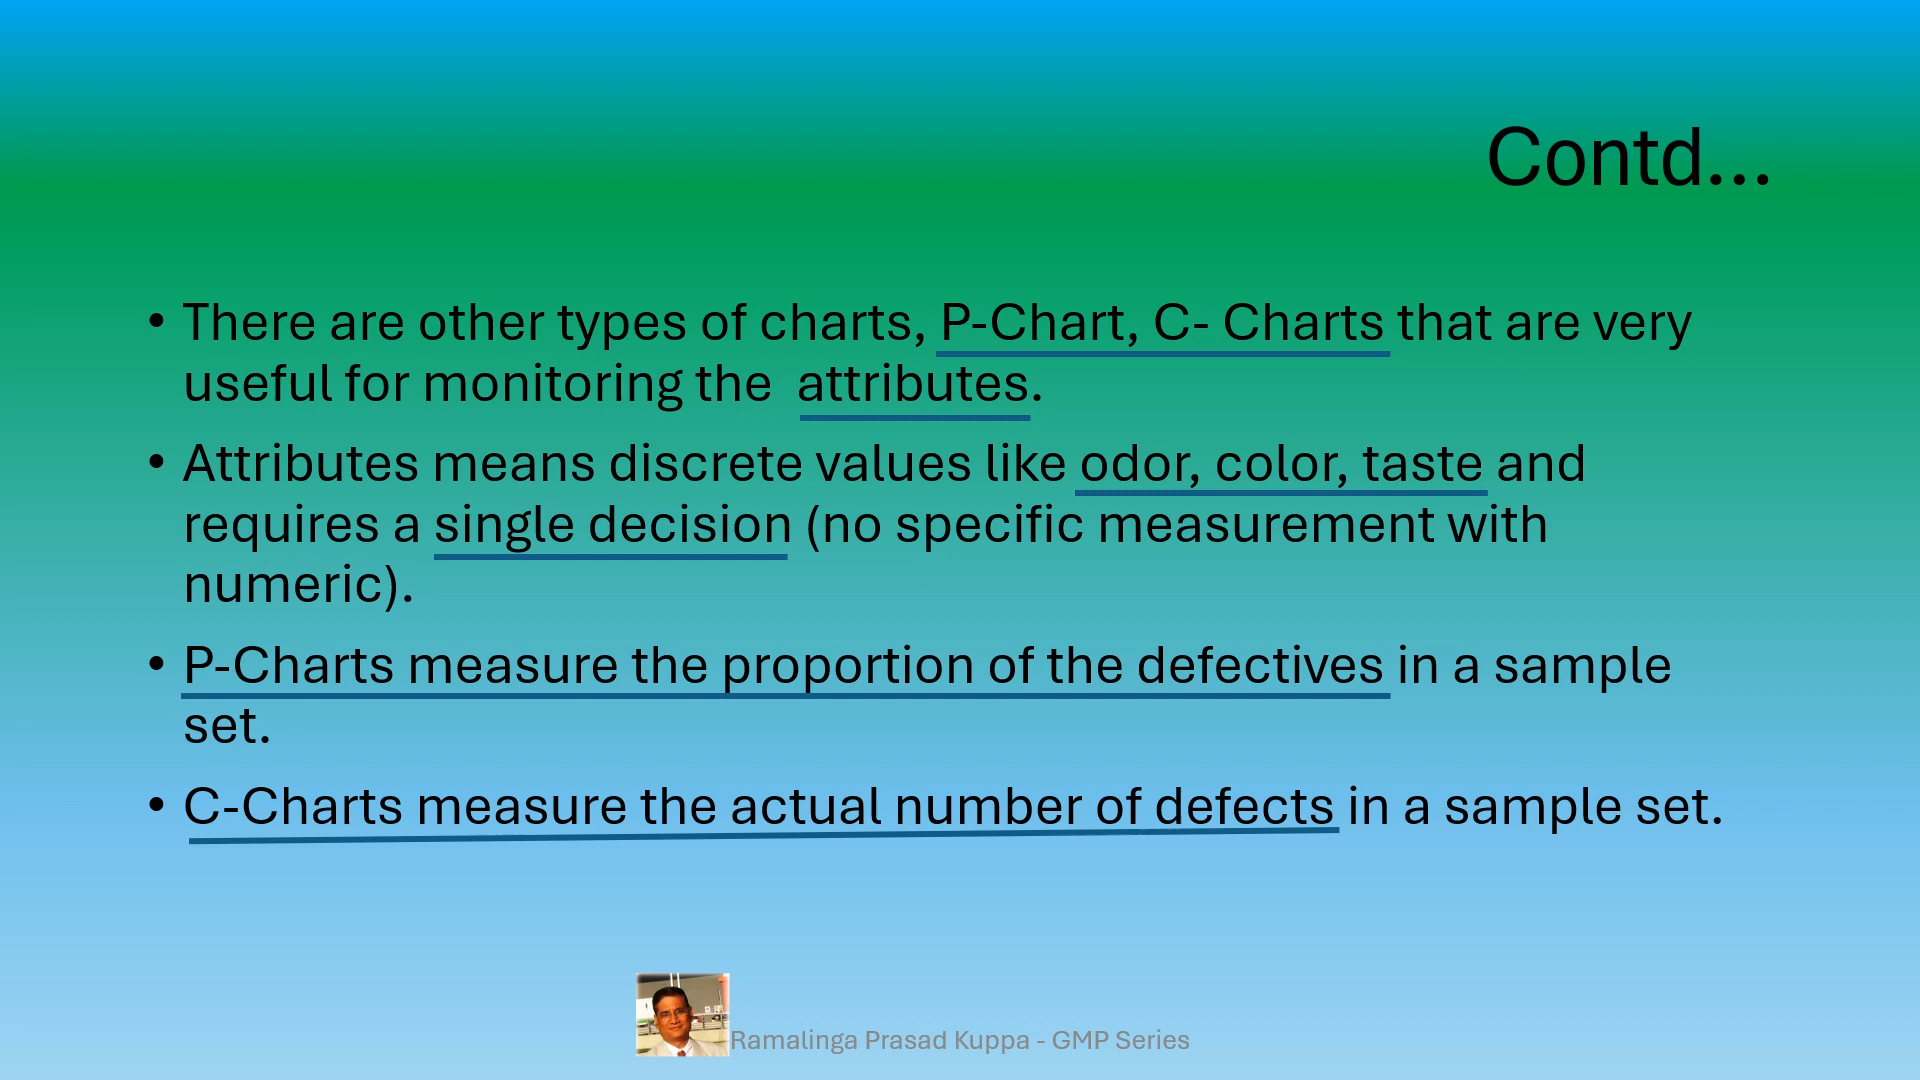 Contd...
• There are other types of charts, P-Chart, C- Charts that are very
useful for monitoring the  attributes.
• Attributes means discrete values like odor, color, taste and
requires a single decision (no specific measurement with
numeric).
• P-Charts measure the proportion of the defectives in a sample
set.
• C-Charts measure the actual number of defects in a sample set.
Ramalinga Prasad Kuppa - GMP Series